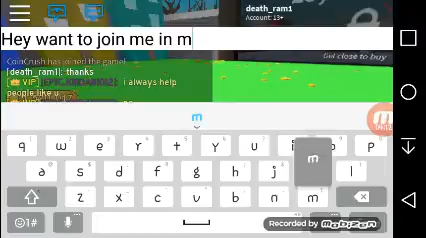 death_ram1
Account: 13+
Hey want to join me in m
CoinCrush has joined the game!
Get close to buy
[death_ram1]: thanks
i always help
people like u
m
q w e r t y u o p
a s d f g h j m l
z x c v b n m
☺1#
Recorded by mobizen